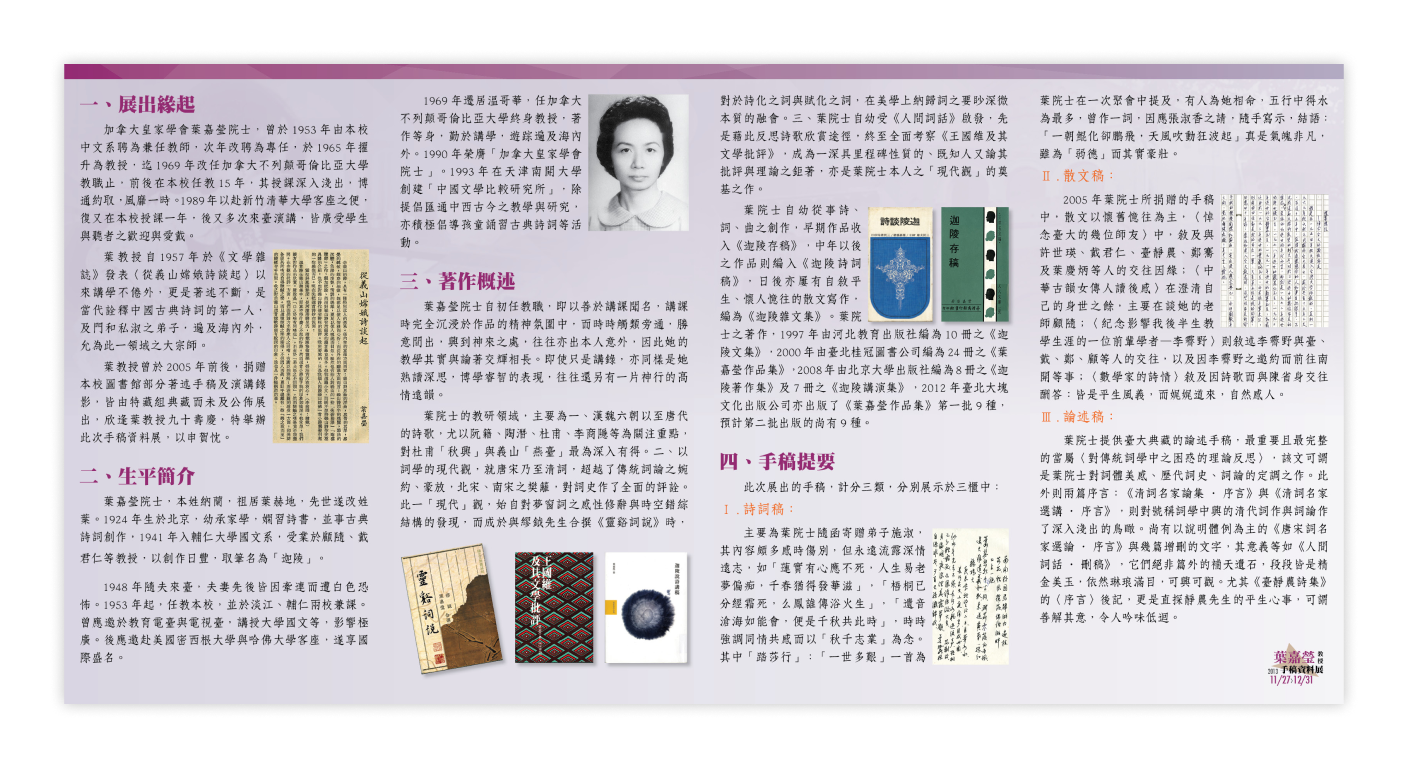 一、展出緣起
加拿大皇家學會葉嘉瑩院士，曾於 1953 年由本校
中文系聘為兼任教師，次年改聘為專任，於 1965 年擢
升為教授，迄 1969 年改任加拿大不列顛哥倫比亞大學
教職止，前後在本校任教 15 年，其授課深入淺出，博
通約取，風靡一時。1989 年以赴新竹清華大學客座之便，
復又在本校授課一年，後又多次來臺演講，皆廣受學生
與聽者之歡迎與愛戴。
葉教授自 1957 年於《文學雜
誌》發表〈從義山嫦娥詩談起〉以
來講學不倦外，更是著述不斷，是
當代詮釋中國古典詩詞的第一人，
及門和私淑之弟子，遍及海內外，
允為此一領域之大宗師。
葉教授曾於 2005 年前後，捐贈
本校圖書館部分著述手稿及演講錄
影，皆由特藏組典藏而未及公佈展
出，欣逢葉教授九十壽慶，特舉辦
此次手稿資料展，以申賀忱。
從義山嫦娥詩談起
葉嘉瑩
二、生平簡介
葉嘉瑩院士，本姓納蘭，祖居葉赫地，先世遂改姓
葉。1924 年生於北京，幼承家學，嫻習詩書，並事古典
詩詞創作，1941 年入輔仁大學國文系，受業於顧隨、戴
君仁等教授，以創作日豐，取筆名為「迦陵」。
1948 年隨夫來臺，夫妻先後皆因牽連而遭白色恐
怖。1953 年起，任教本校，並於淡江、輔仁兩校兼課。
曾應邀於教育電臺與電視臺，講授大學國文等，影響極
廣。後應邀赴美國密西根大學與哈佛大學客座，遂享國
際盛名。
1969 年遷居溫哥華，任加拿大
不列顛哥倫比亞大學終身教授，著
作等身，勤於講學，遊踪遍及海內
外。1990 年榮膺「加拿大皇家學會
院士」。1993 年在天津南開大學
創建「中國文學比較研究所」，除
提倡匯通中西古今之教學與研究，
亦積極倡導孩童誦習古典詩詞等活
動。
三、著作概述
葉嘉瑩院士自初任教職，即以善於講課聞名，講課
時完全沉浸於作品的精神氛圍中，而時時觸類旁通，勝
意間出，興到神來之處，往往亦出本人意外，因此她的
教學其實與論著交輝相長。即使只是講錄，亦同樣是她
熟讀深思，博學睿智的表現，往往還另有一片神行的高
情遠韻。
葉院士的教研領域，主要為一、漢魏六朝以至唐代
的詩歌，尤以阮籍、陶潛、杜甫、李商隱等為關注重點，
對杜甫「秋興」與義山「燕臺」最為深入有得。二、以
詞學的現代觀，就唐宋乃至清詞，超越了傳統詞論之婉
約、豪放，北宋、南宋之樊籬，對詞史作了全面的評詮。
此一「現代」觀，始自對夢窗詞之感性修辭與時空錯綜
結構的發現，而成於與繆鉞先生合撰《靈谿詞說》時，
靈谿詞說
王國維
及其文學批評
迦陵說詩講稿
對於詩化之詞與賦化之詞，在美學上納歸詞之要眇深微
本質的融會。三、葉院士自幼受《人間詞話》啟發，先
是藉此反思詩歌欣賞途徑，終至全面考察《王國維及其
文學批評》，成為一深具里程碑性質的、既知人又論其
批評與理論之鉅著，亦是葉院士本人之「現代觀」的奠
基之作。
葉院士自幼從事詩、
詞、曲之創作，早期作品收
入《迦陵存稿》，中年以後
之作品則編入《迦陵詩詞
稿》，日後亦屢有自敘平
生、懷人憶往的散文寫作，
編為《迦陵雜文集》。葉院
士之著作，1997 年由河北教育出版社編為 10 冊之《迦
陵文集》，2000 年由臺北桂冠圖書公司編為 24 冊之《葉
嘉瑩作品集》，2008 年由北京大學出版社編為 8 冊之《迦
陵著作集》及 7 冊之《迦陵講演集》，2012 年臺北大塊
文化出版公司亦出版了《葉嘉瑩作品集》第一批 9 種，
預計第二批出版的尚有 9 種。
詩談陵迦
迦陵存稿
四、手稿提要
此次展出的手稿，計分三類，分別展示於三櫃中：
Ⅰ.詩詞稿：
主要為葉院士隨函寄贈弟子施淑，
其內容頗多感時傷別，但永遠流露深情
遠志，如「蓮實有心應不死，人生易老
夢偏痴，千春猶待發華滋」，「梧桐已
分經霜死，么鳳誰傳浴火生」，「遺音
滄海如能會，便是千秋共此時」，時時
強調同情共感而以「秋千志業」為念。
其中「踏莎行」：「一世多艱」一首為
葉院士在一次聚會中提及，有人為她相命，五行中得水
為最多，曾作一詞，因應張淑香之請，隨手寫示，結語：
「一朝鯤化卻鵬飛，天風吹動狂波起」真是氣魄非凡，
雖為「弱德」而其實豪壯。
Ⅱ.散文稿：
2005 年葉院士所捐贈的手稿
中，散文以懷舊憶往為主，〈悼
念臺大的幾位師友〉中，敘及與
許世瑛、戴君仁、臺靜農、鄭騫
及葉慶炳等人的交往因緣；〈中
華古韻女傳人讀後感〉在澄清自
己的身世之餘，主要在談她的老
師顧隨；〈紀念影響我後半生教
學生涯的一位前輩學者—李霽野〉則敘述李霽野與臺、
戴、鄭、顧等人的交往，以及因李霽野之邀約而前往南
開等事；〈數學家的詩情〉敘及因詩歌而與陳省身交往
酬答：皆是平生風義，而娓娓道來，自然感人。
Ⅲ.論述稿：
葉院士提供臺大典藏的論述手稿，最重要且最完整
的當屬〈對傳統詞學中之困惑的理論反思〉，該文可謂
是葉院士對詞體美感、歷代詞史、詞論的定調之作。此
外則兩篇序言：《清詞名家論集 · 序言》與《清詞名家
選講 · 序言》，則對號稱詞學中興的清代詞作與詞論作
了深入淺出的鳥瞰。尚有以說明體例為主的《唐宋詞名
家選論 · 序言》與幾篇增刪的文字，其意義等如《人間
詞話 · 刪稿》，它們絕非篇外的補天遺石，段段皆是精
金美玉，依然琳琅滿目，可興可觀。尤其《臺靜農詩集》
的〈序言〉後記，更是直探靜農先生的平生心事，可謂
善解其意，令人吟味低迴。
葉嘉瑩教授
2013 手稿資料展
11/27-12/31